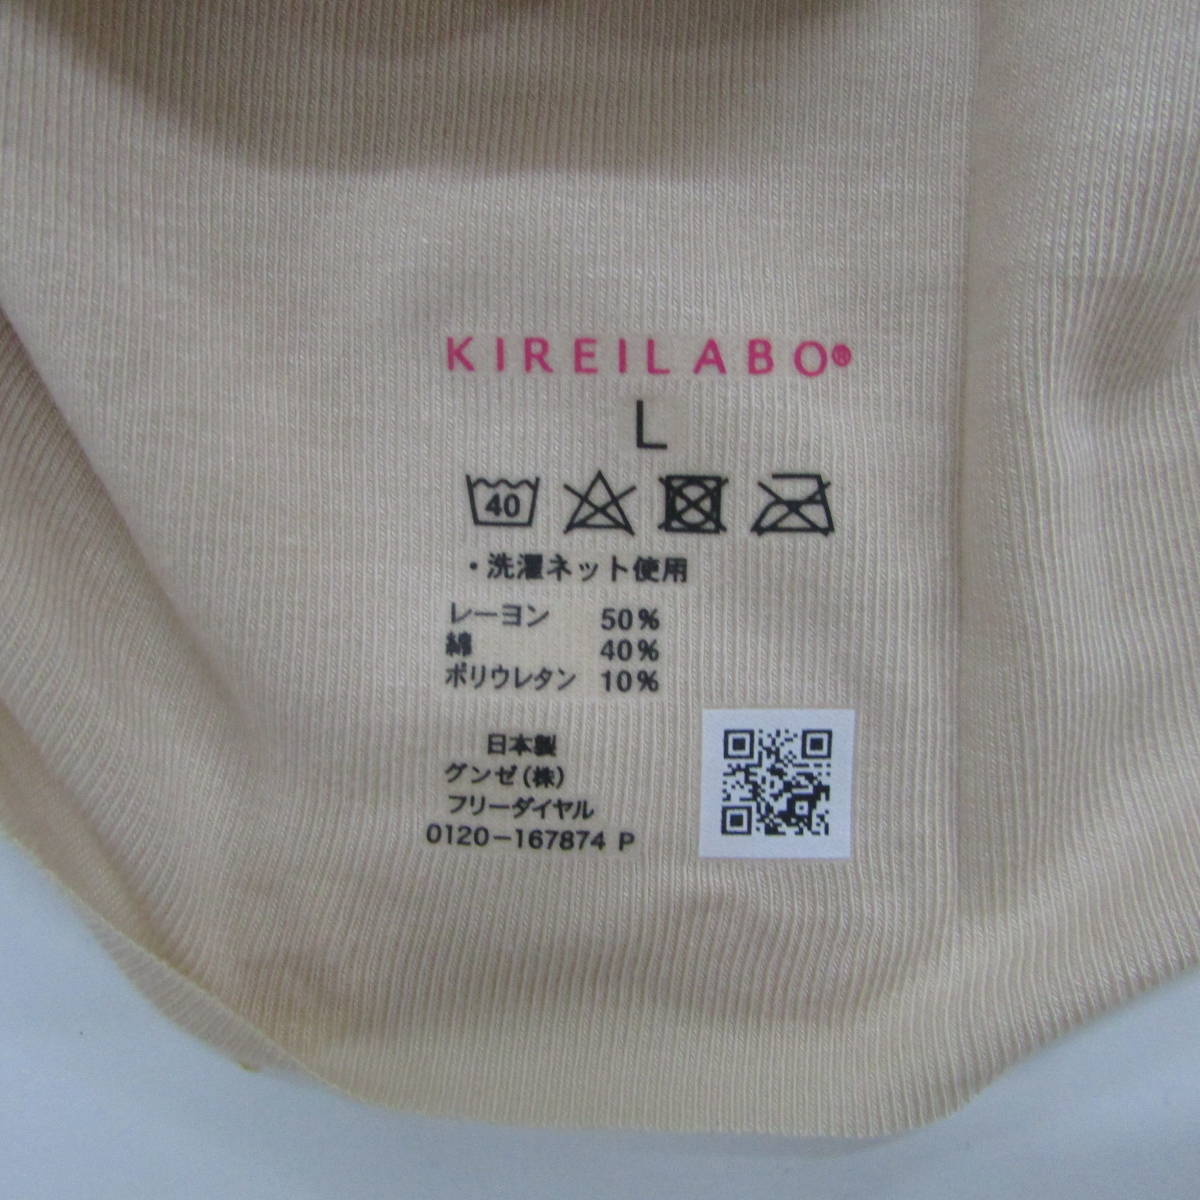 KIREILABO®
L
40
・洗濯ネット使用
レーヨン 50%
綿 40%
ポリウレタン 10%
日本製
グンゼ(株)
フリーダイヤル
0120-167874 P